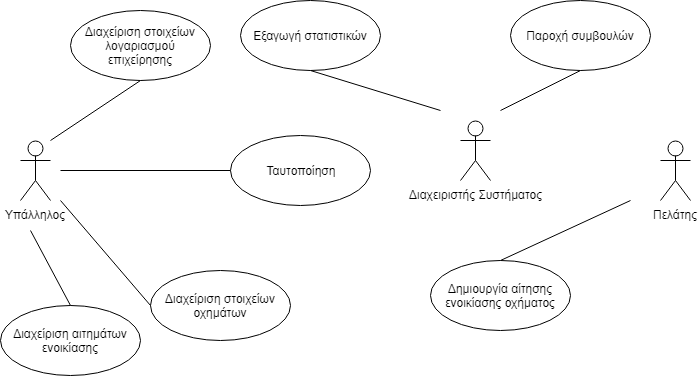 Διαχείριση στοιχείων
λογαριασμού
επιχείρησης
Εξαγωγή στατιστικών
Παροχή συμβουλών
Ταυτοποίηση
Υπάλληλος
Διαχειριστής Συστήματος
Πελάτης
Διαχείριση στοιχείων
οχημάτων
Δημιουργία αίτησης
ενοικίασης οχήματος
Διαχείριση αιτημάτων
ενοικίασης